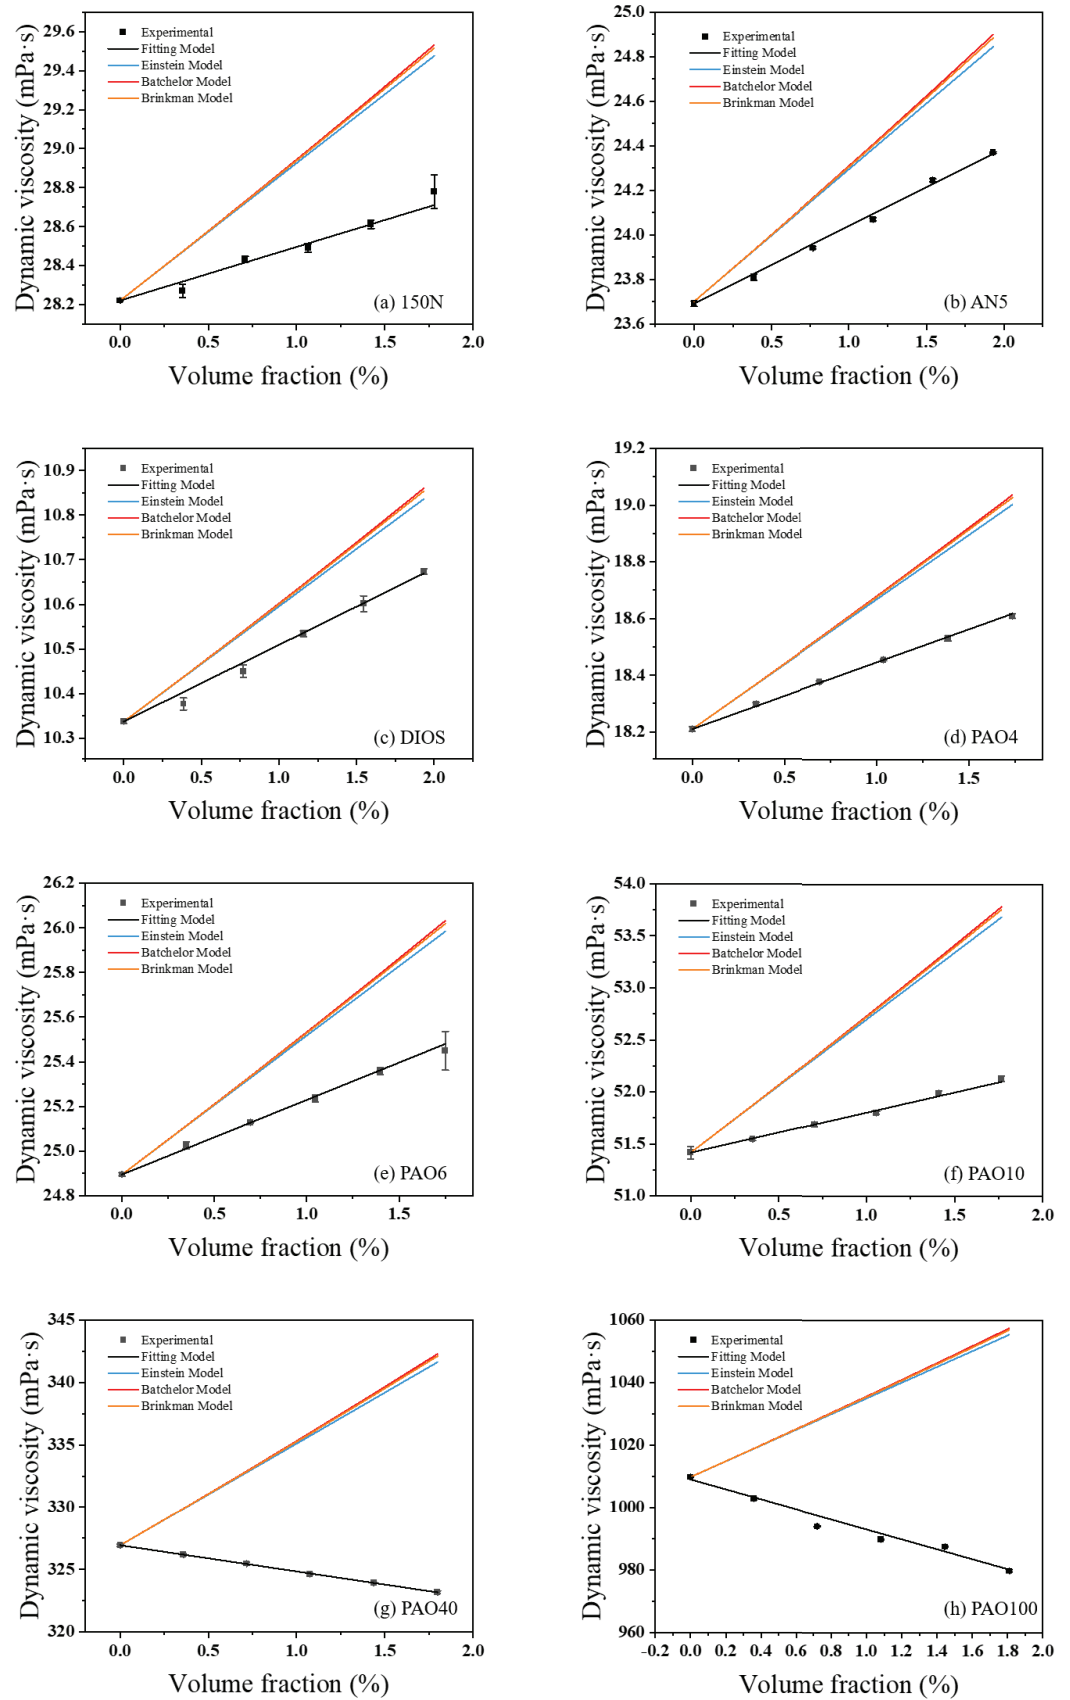 Dynamic viscosity (mPa·s)
29.6
29.4
29.2
29.0
28.8
28.6
28.4
28.2
Experimental
Fitting Model
Einstein Model
Batchelor Model
Brinkman Model
(a) 150N
0.0 0.5 1.0 1.5 2.0
Volume fraction (%)
Dynamic viscosity (mPa·s)
25.0
24.8
24.6
24.4
24.2
24.0
23.8
23.6
Experimental
Fitting Model
Einstein Model
Batchelor Model
Brinkman Model
(b) AN5
0.0 0.5 1.0 1.5 2.0
Volume fraction (%)
Dynamic viscosity (mPa·s)
10.9
10.8
10.7
10.6
10.5
10.4
10.3
Experimental
Fitting Model
Einstein Model
Batchelor Model
Brinkman Model
(c) DIOS
0.0 0.5 1.0 1.5 2.0
Volume fraction (%)
Dynamic viscosity (mPa·s)
19.2
19.0
18.8
18.6
18.4
18.2
Experimental
Fitting Model
Einstein Model
Batchelor Model
Brinkman Model
(d) PAO4
0.0 0.5 1.0 1.5
Volume fraction (%)
Dynamic viscosity (mPa·s)
26.2
26.0
25.8
25.6
25.4
25.2
25.0
24.8
Experimental
Fitting Model
Einstein Model
Batchelor Model
Brinkman Model
(e) PAO6
0.0 0.5 1.0 1.5
Volume fraction (%)
Dynamic viscosity (mPa·s)
54.0
53.5
53.0
52.5
52.0
51.5
51.0
Experimental
Fitting Model
Einstein Model
Batchelor Model
Brinkman Model
(f) PAO10
0.0 0.5 1.0 1.5 2.0
Volume fraction (%)
Dynamic viscosity (mPa·s)
345
340
335
330
325
320
Experimental
Fitting Model
Einstein Model
Batchelor Model
Brinkman Model
(g) PAO40
0.0 0.5 1.0 1.5 2.0
Volume fraction (%)
Dynamic viscosity (mPa·s)
1060
1040
1020
1000
980
960
Experimental
Fitting Model
Einstein Model
Batchelor Model
Brinkman Model
(h) PAO100
-0.2 0.0 0.2 0.4 0.6 0.8 1.0 1.2 1.4 1.6 1.8 2.0
Volume fraction (%)